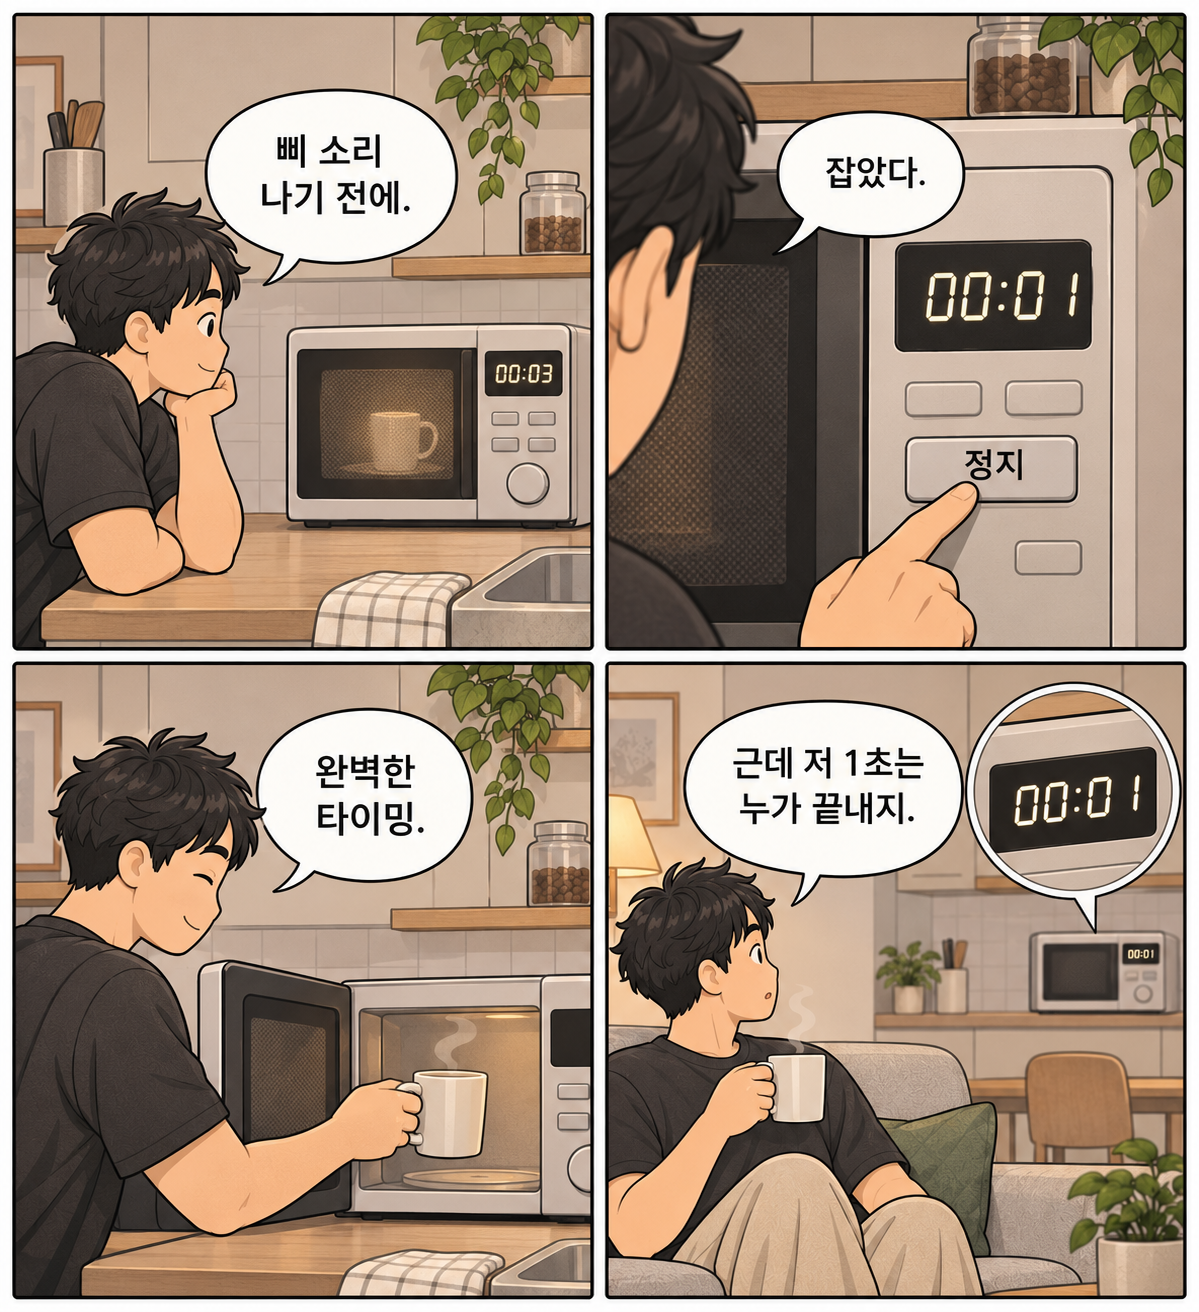 삐 소리
나기 전에.
00:03
잡았다.
00:01
정지
완벽한
타이밍.
근데 저 1초는
누가 끝내지.
00:01
00:01